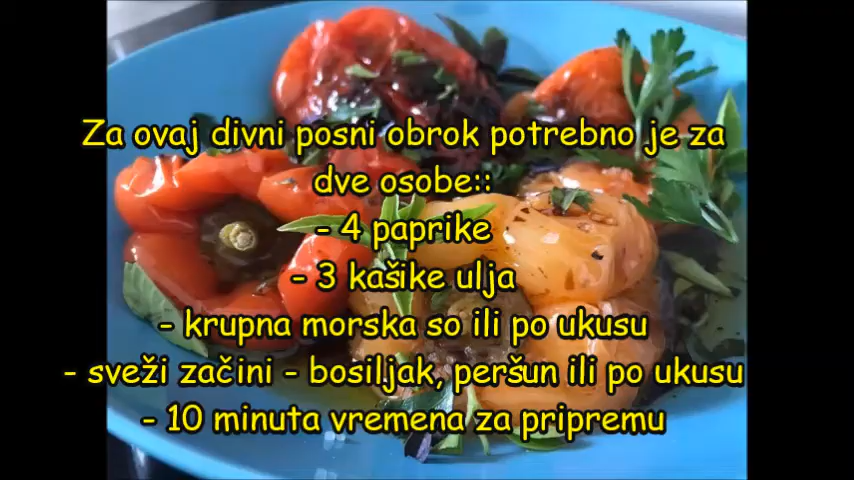 Za ovaj divni posni obrok potrebno je za
dve osobe::
- 4 paprike
- 3 kašike ulja
- krupna morska so ili po ukusu
- sveži začini - bosiljak, peršun ili po ukusu
- 10 minuta vremena za pripremu